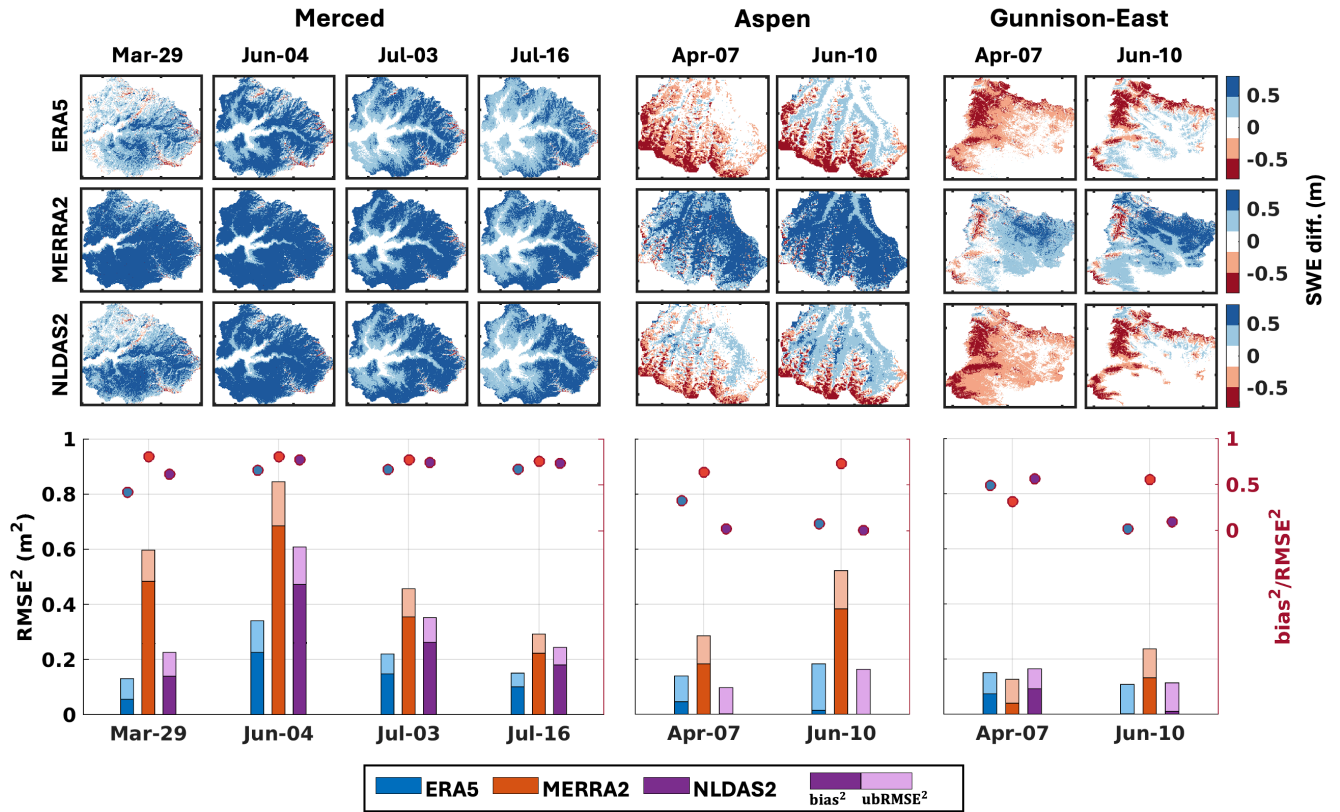 Merced Aspen Gunnison-East
Mar-29 Jun-04 Jul-03 Jul-16 Apr-07 Jun-10 Apr-07 Jun-10
ERA5
MERRA2
NLDAS2
0.5
0
-0.5
0.5
0
-0.5
0.5
0
-0.5
SWE diff. (m)
RMSE² (m²)
1
0.8
0.6
0.4
0.2
0
1
0.5
0
bias²/RMSE²
Mar-29 Jun-04 Jul-03 Jul-16 Apr-07 Jun-10 Apr-07 Jun-10
ERA5 MERRA2 NLDAS2
bias² ubRMSE²